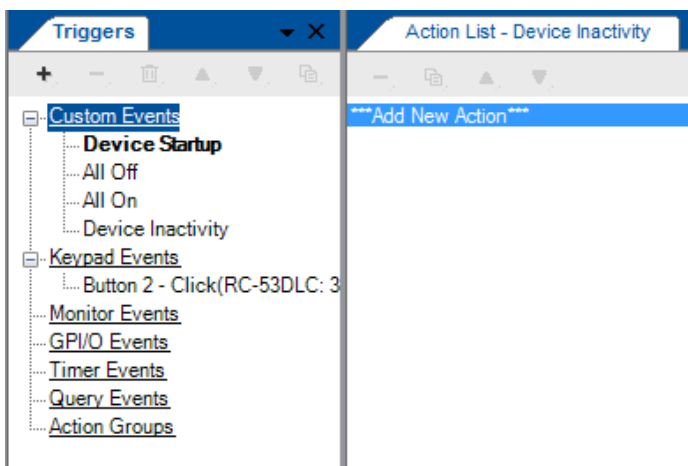 Triggers
Action List - Device Inactivity
Custom Events
Device Startup
All Off
All On
Device Inactivity
Keypad Events
Button 2 - Click(RC-53DLC: 3
Monitor Events
GPI/O Events
Timer Events
Query Events
Action Groups
***Add New Action***